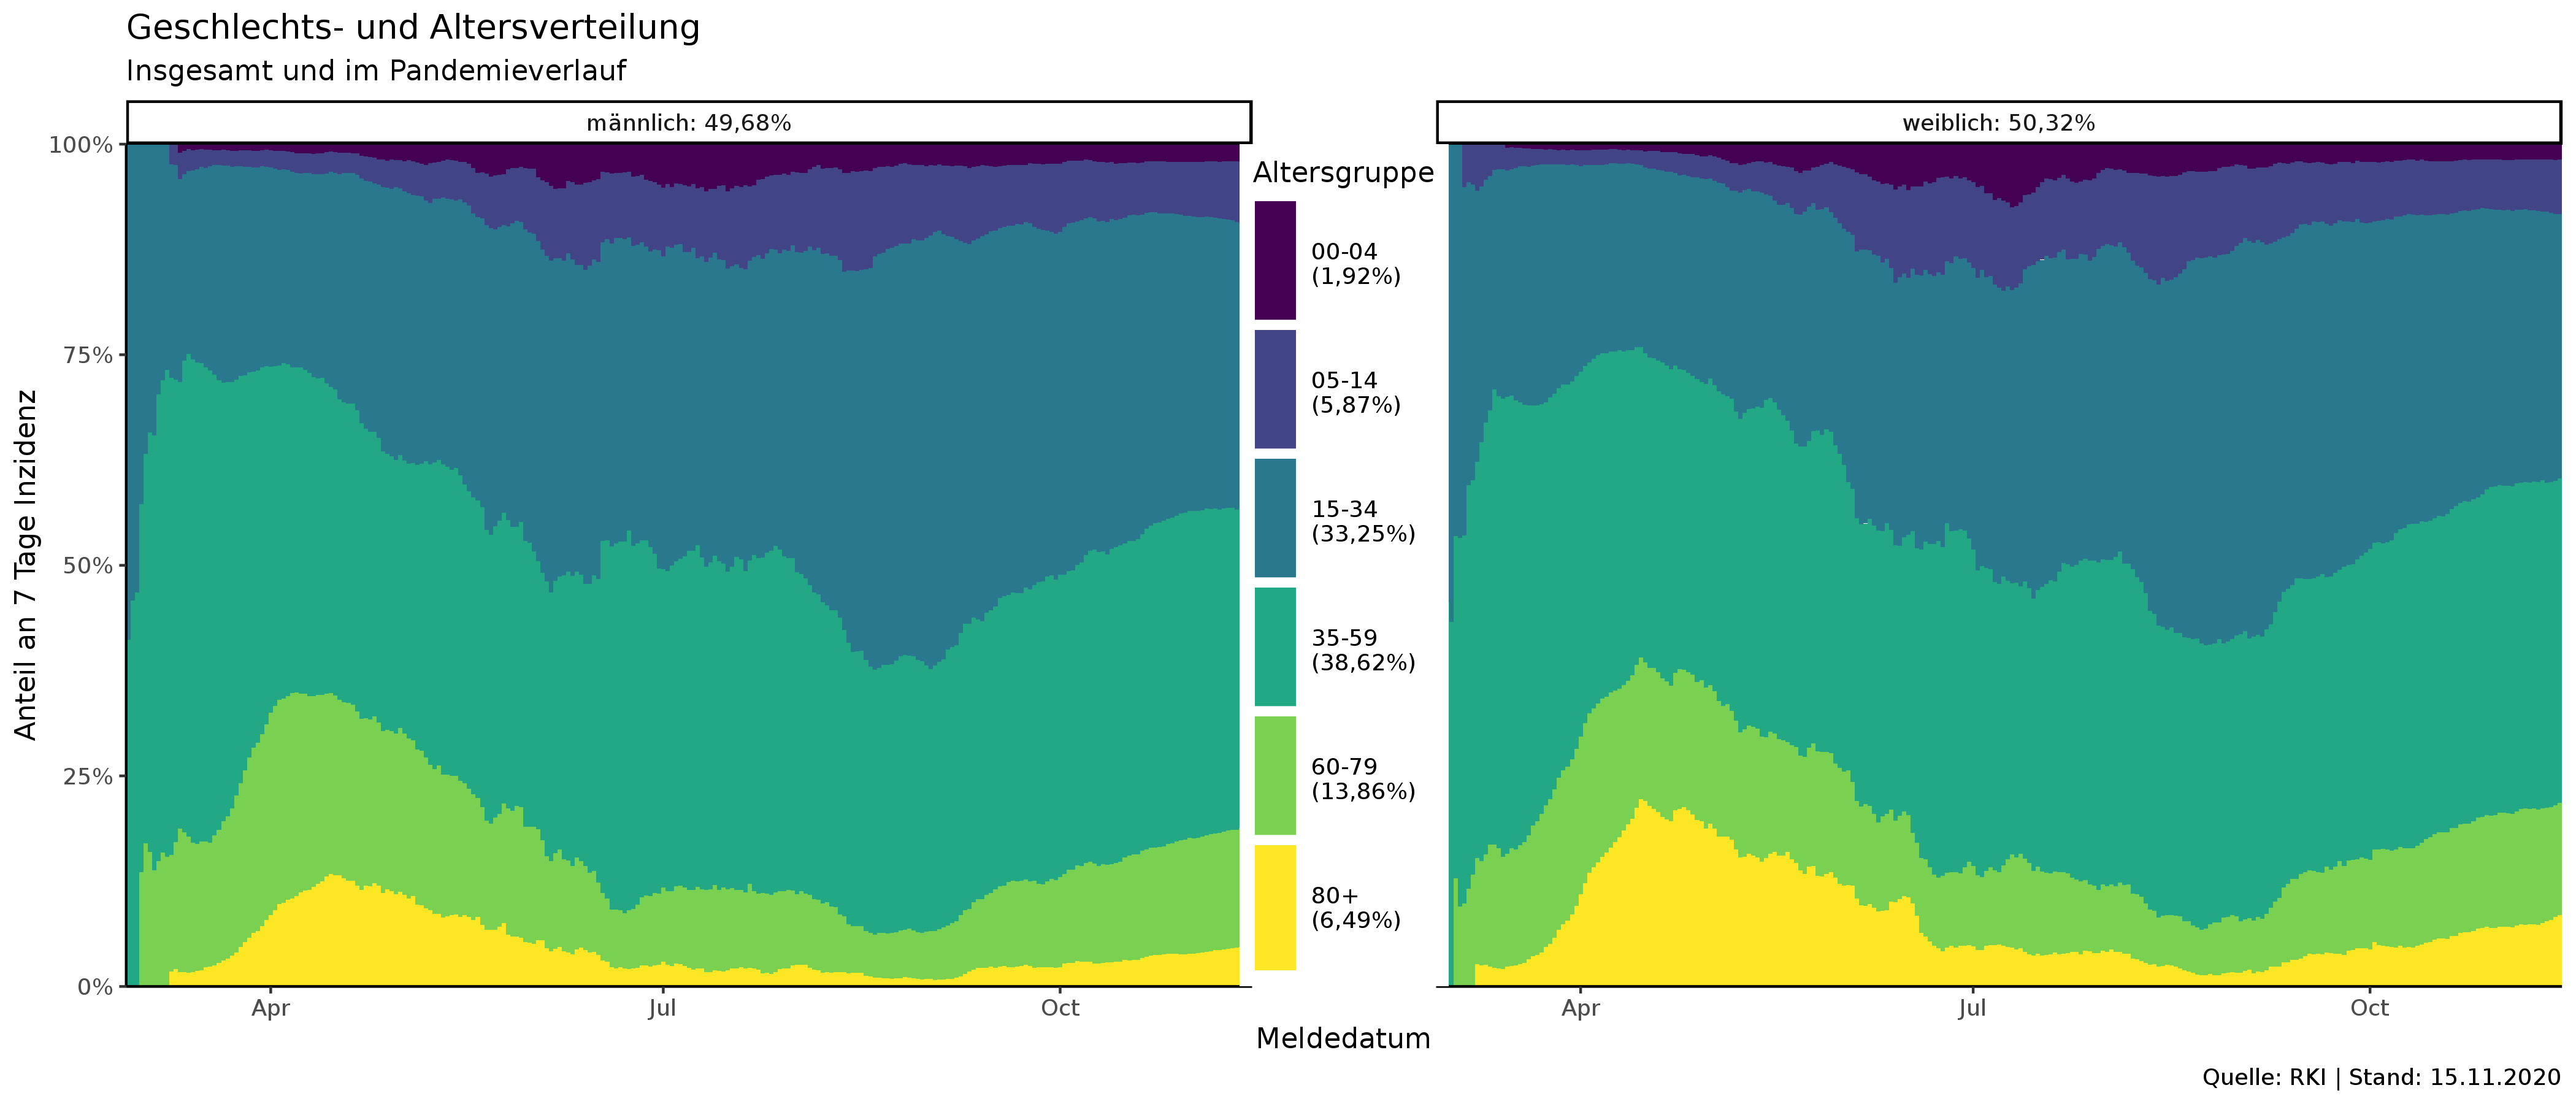 Geschlechts- und Altersverteilung
Insgesamt und im Pandemieverlauf
männlich: 49,68%
weiblich: 50,32%
Anteil an 7 Tage Inzidenz
100%
75%
50%
25%
0%
Apr
Jul
Oct
Altersgruppe
00-04
(1,92%)
05-14
(5,87%)
15-34
(33,25%)
35-59
(38,62%)
60-79
(13,86%)
80+
(6,49%)
Apr
Jul
Oct
Meldedatum
Quelle: RKI | Stand: 15.11.2020